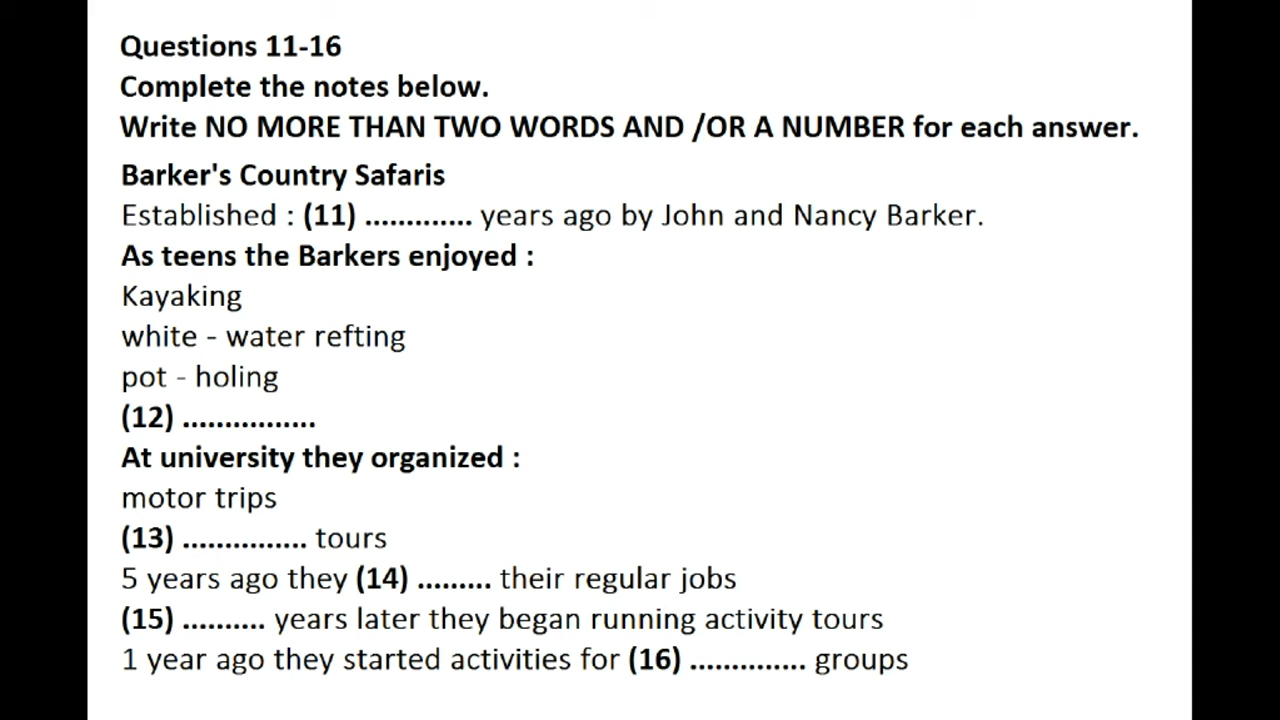 Questions 11-16
Complete the notes below.
Write NO MORE THAN TWO WORDS AND /OR A NUMBER for each answer.
Barker's Country Safaris
Established : (11) ............. years ago by John and Nancy Barker.
As teens the Barkers enjoyed :
Kayaking
white - water refting
pot - holing
(12) ................
At university they organized :
motor trips
(13) ............... tours
5 years ago they (14) ......... their regular jobs
(15) .......... years later they began running activity tours
1 year ago they started activities for (16) .............. groups